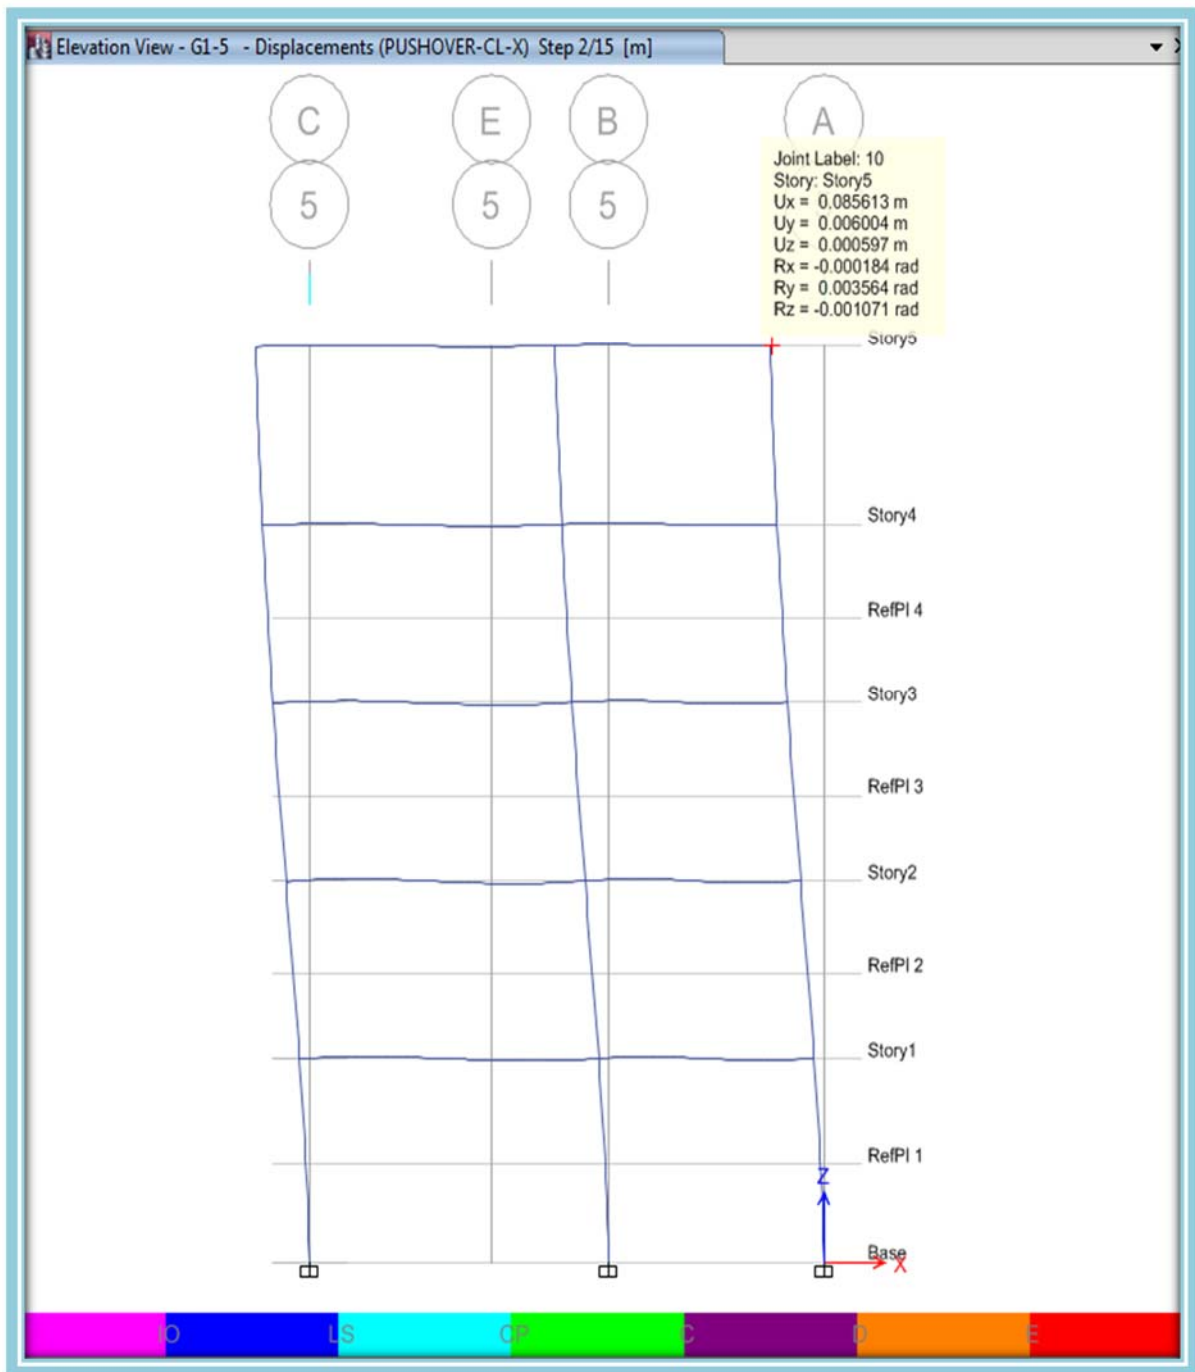 Elevation View - G1-5 - Displacements (PUSHOVER-CL-X) Step 2/15 [m]
C E B A
5 5 5
Joint Label: 10
Story: Story5
Ux = 0.085613 m
Uy = 0.006004 m
Uz = 0.000597 m
Rx = -0.000184 rad
Ry = 0.003564 rad
Rz = -0.001071 rad
Story5
Story4
RefPl 4
Story3
RefPl 3
Story2
RefPl 2
Story1
RefPl 1
Z
Base
X
IO LS CP C D E